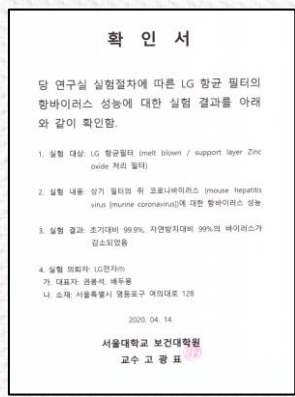 확 인 서
당 연구실 실험절차에 따른 LG 항균 필터의
항바이러스 성능에 대한 실험 결과를 아래
와 같이 확인함.
1. 실험 대상: LG 항균필터 (melt blown / support layer Zinc
oxide 처리 필터)
2. 실험 내용: 상기 필터의 쥐 코로나바이러스 (mouse hepatitis
virus [murine coronavirus])에 대한 항바이러스 성능
3. 실험 결과: 초기대비 99.9%, 자연방치대비 99%의 바이러스가
감소되었음
4. 실험 의뢰자: LG전자㈜
가. 대표자: 권봉석, 배두용
나. 소재: 서울특별시 영등포구 여의대로 128
2020. 04. 14.
서울대학교 보건대학원
교수 고 광 표